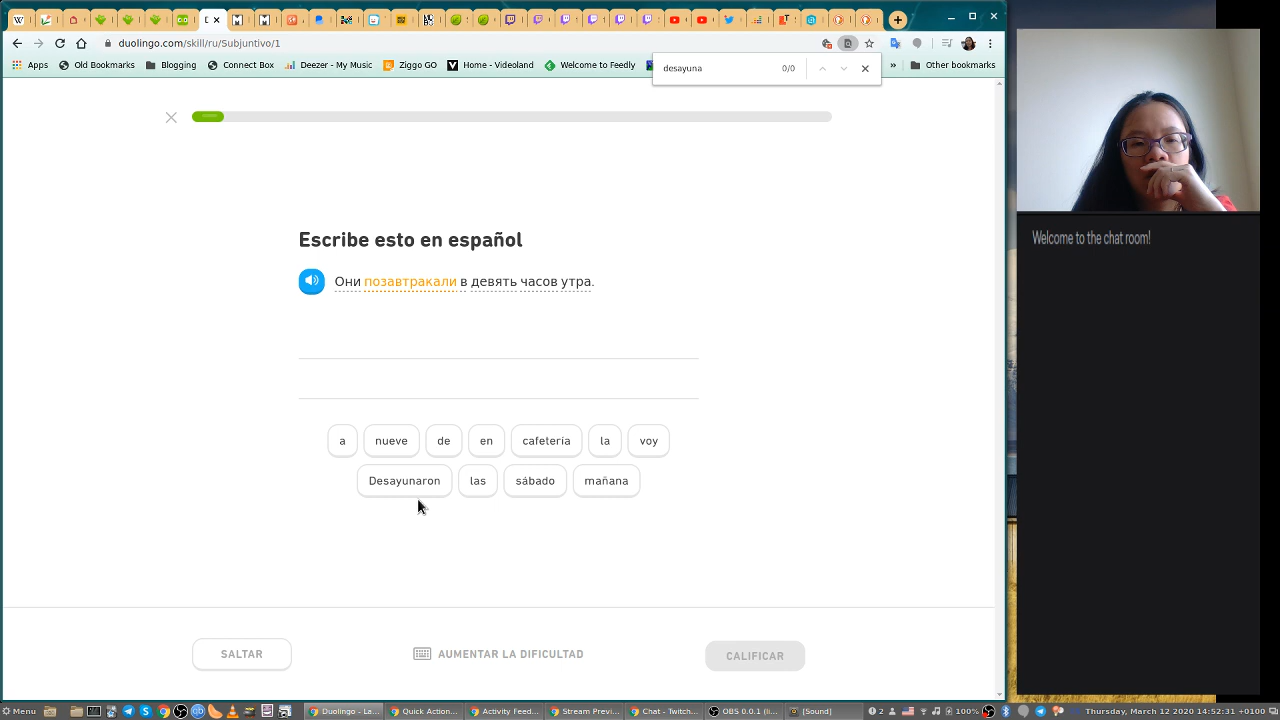 duolingo.com/skill/ru/Subjuntivo/1
Apps
Old Bookmarks
Blogging
Connect Box
Deezer - My Music
Ziggo GO
Home - Videoland
Welcome to Feedly
»
Other bookmarks
desayuna
0/0
Welcome to the chat room!
Escribe esto en español
Они позавтракали в девять часов утра.
a nueve de en cafetería la voy
Desayunaron las sábado mañana
SALTAR
AUMENTAR LA DIFICULTAD
CALIFICAR
Menu
Duolingo - La...
Quick Action...
Activity Feed...
Stream Previ...
Chat - Twitch...
OBS 0.0.1 (li...
[Sound]
2
100%
Thursday, March 12 2020 14:52:31 +0100